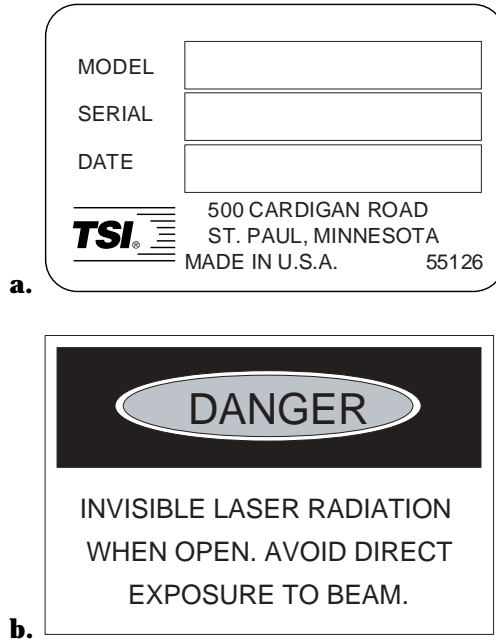 MODEL
SERIAL
DATE
TSI®
500 CARDIGAN ROAD
ST. PAUL, MINNESOTA
MADE IN U.S.A. 55126
a.
DANGER
INVISIBLE LASER RADIATION
WHEN OPEN. AVOID DIRECT
EXPOSURE TO BEAM.
b.